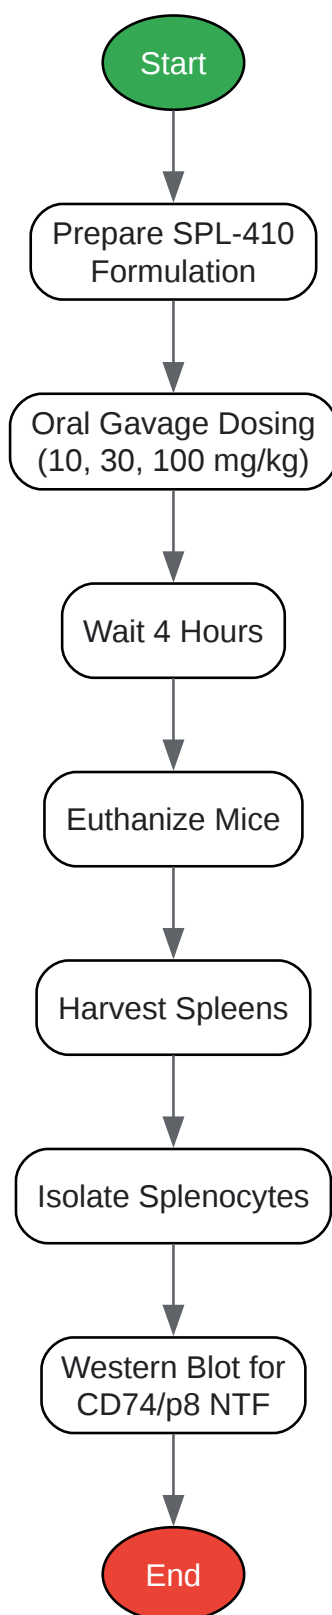 Start
Prepare SPL-410
Formulation
Oral Gavage Dosing
(10, 30, 100 mg/kg)
Wait 4 Hours
Euthanize Mice
Harvest Spleens
Isolate Splenocytes
Western Blot for
CD74/p8 NTF
End